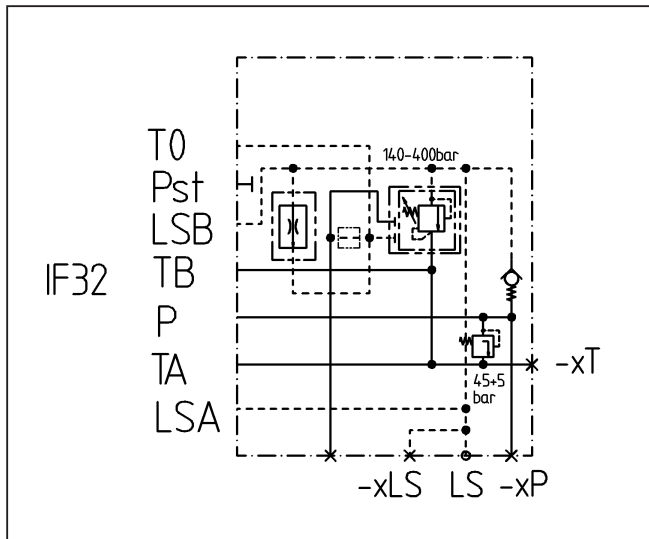 T0
140-400bar
Pst
LSB
TB
IF32
P
TA
-xT
45+5
bar
LSA
-xLS LS -xP